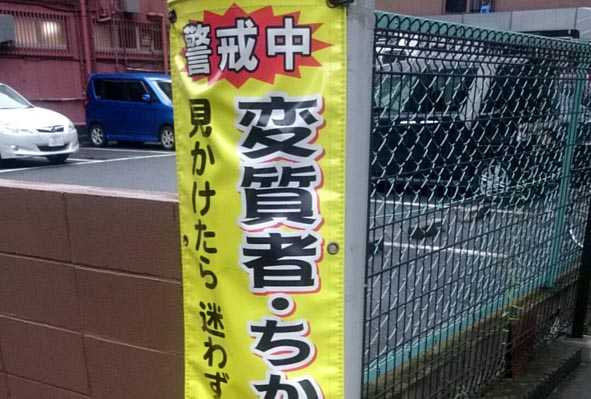 警戒中
変質者・ちか
見かけたら 迷わず